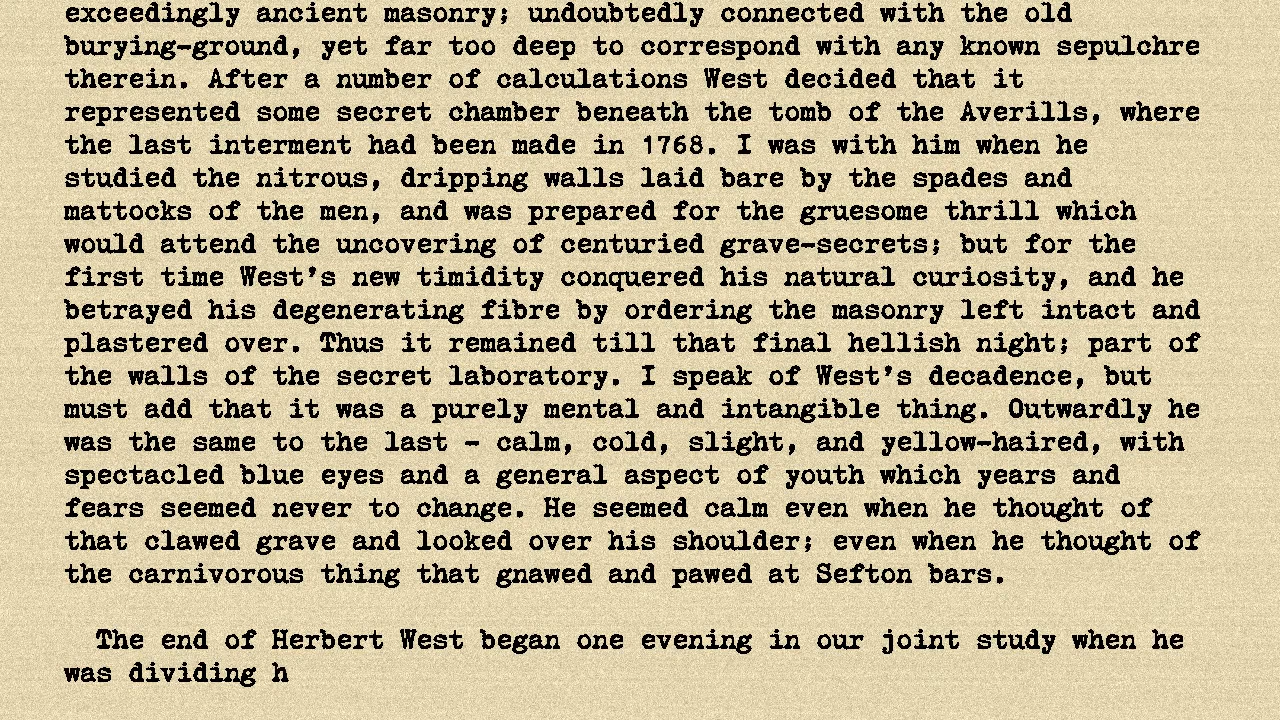 exceedingly ancient masonry; undoubtedly connected with the old
burying-ground, yet far too deep to correspond with any known sepulchre
therein. After a number of calculations West decided that it
represented some secret chamber beneath the tomb of the Averills, where
the last interment had been made in 1768. I was with him when he
studied the nitrous, dripping walls laid bare by the spades and
mattocks of the men, and was prepared for the gruesome thrill which
would attend the uncovering of centuried grave-secrets; but for the
first time West's new timidity conquered his natural curiosity, and he
betrayed his degenerating fibre by ordering the masonry left intact and
plastered over. Thus it remained till that final hellish night; part of
the walls of the secret laboratory. I speak of West's decadence, but
must add that it was a purely mental and intangible thing. Outwardly he
was the same to the last - calm, cold, slight, and yellow-haired, with
spectacled blue eyes and a general aspect of youth which years and
fears seemed never to change. He seemed calm even when he thought of
that clawed grave and looked over his shoulder; even when he thought of
the carnivorous thing that gnawed and pawed at Sefton bars.

The end of Herbert West began one evening in our joint study when he
was dividing h